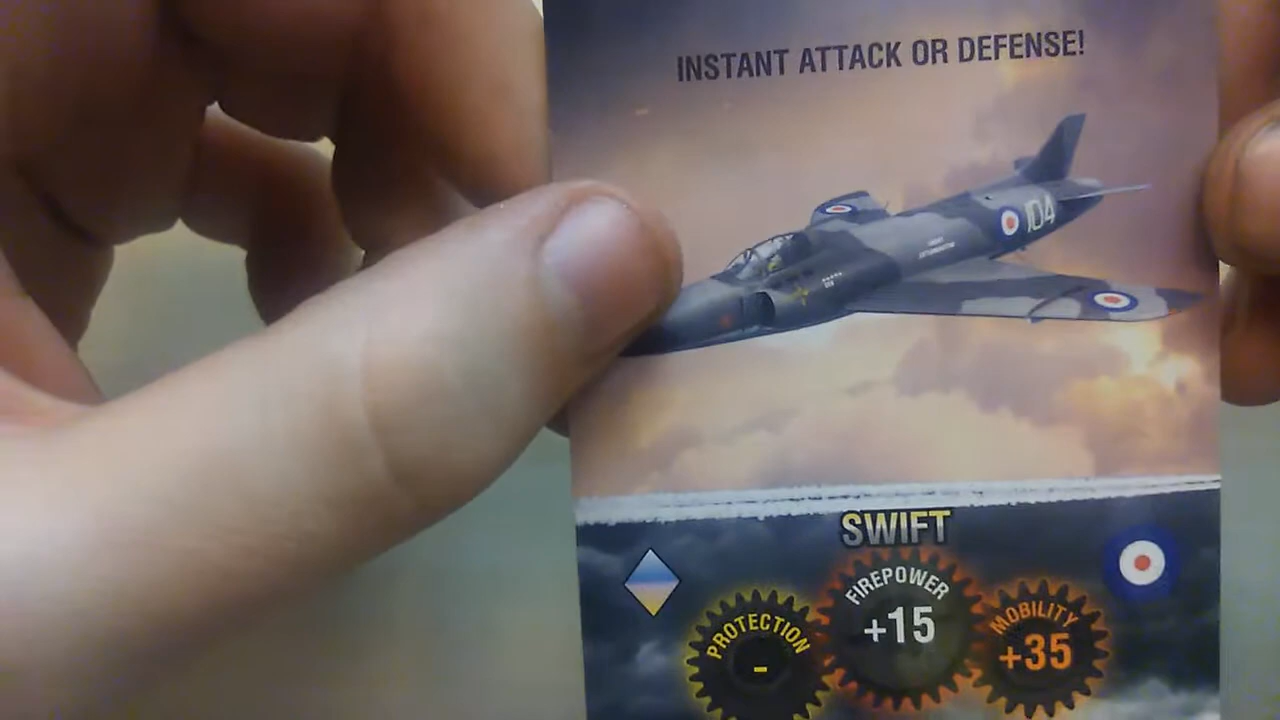 INSTANT ATTACK OR DEFENSE!
104
SWIFT
FIREPOWER
+15
PROTECTION
-
MOBILITY
+35